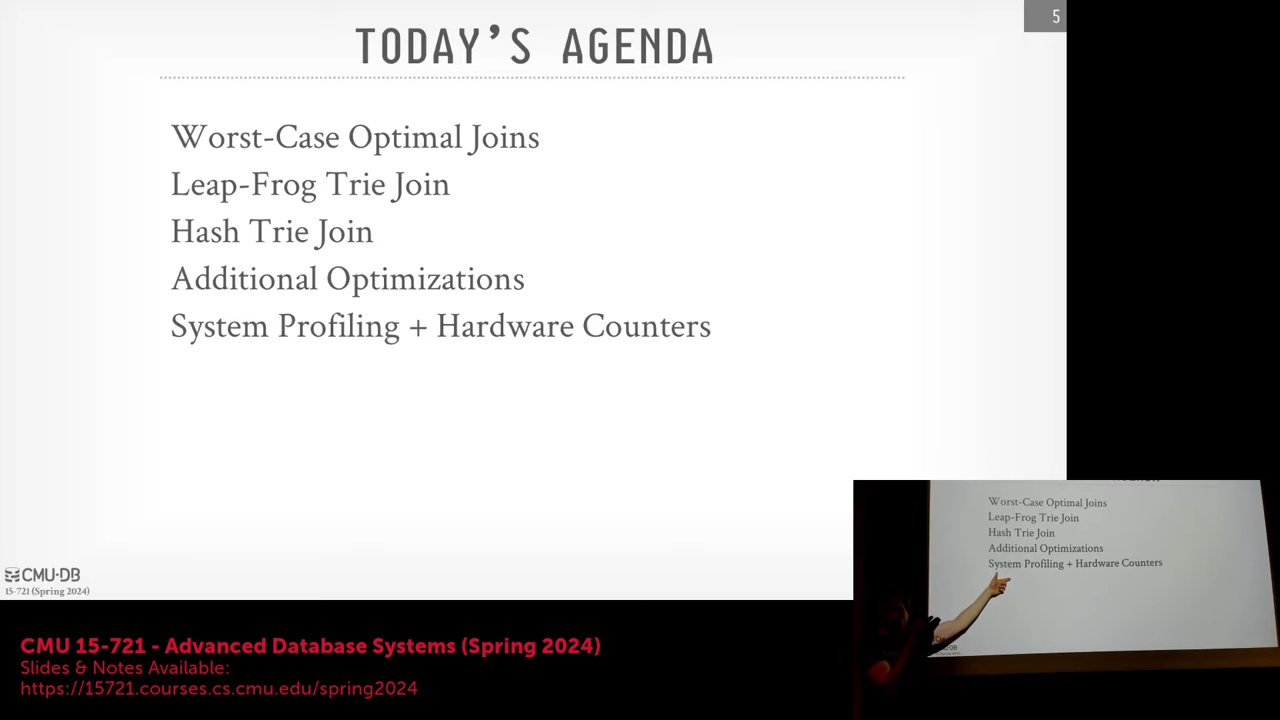 5
TODAY'S AGENDA
Worst-Case Optimal Joins
Leap-Frog Trie Join
Hash Trie Join
Additional Optimizations
System Profiling + Hardware Counters
CMU·DB
15-721 (Spring 2024)
Worst-Case Optimal Joins
Leap-Frog Trie Join
Hash Trie Join
Additional Optimizations
System Profiling + Hardware Counters
CMU 15-721 - Advanced Database Systems (Spring 2024)
Slides & Notes Available:
https://15721.courses.cs.cmu.edu/spring2024